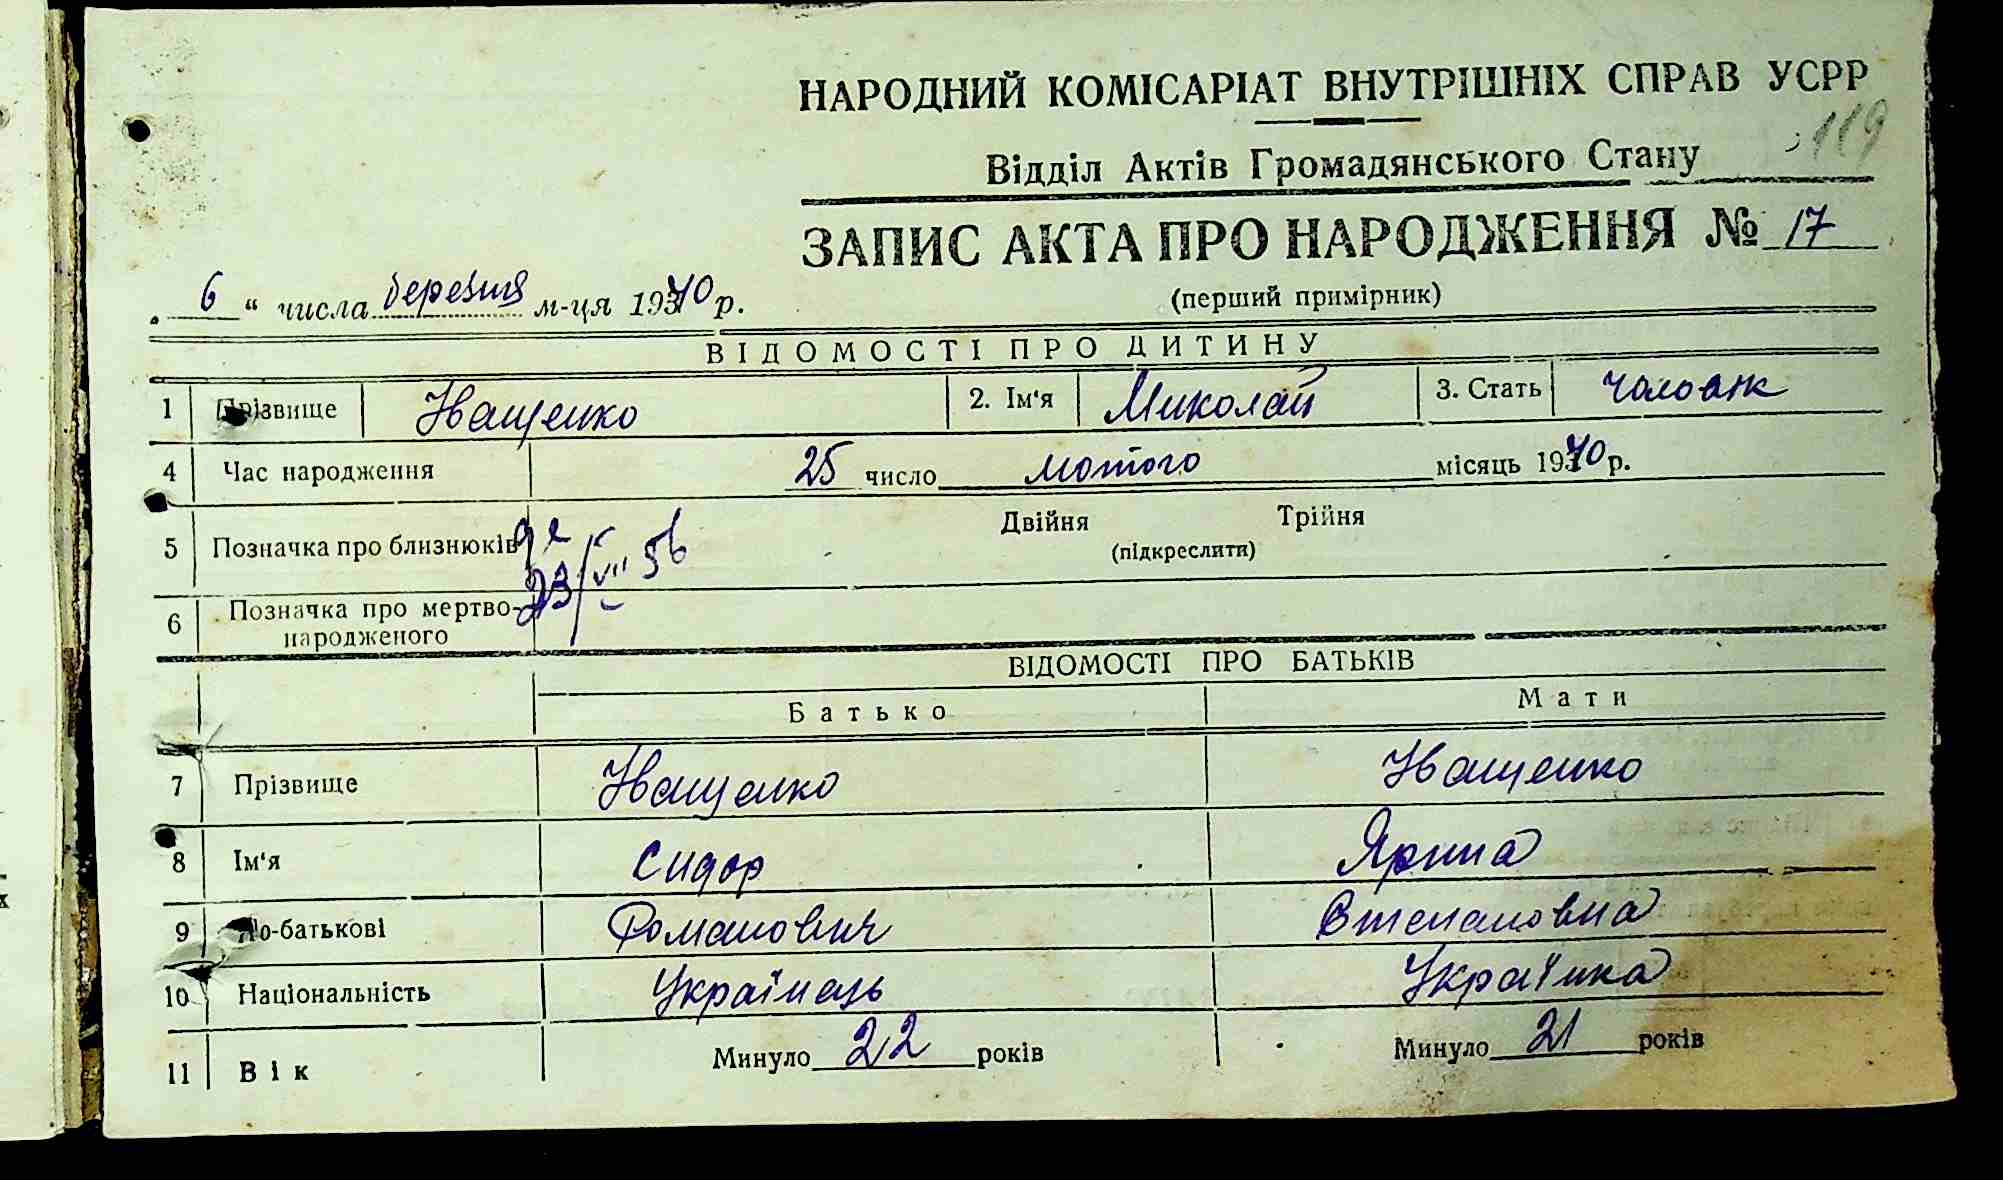 НАРОДНИЙ КОМІСАРІАТ ВНУТРІШНІХ СПРАВ УСРР
119
Відділ Актів Громадянського Стану
ЗАПИС АКТА ПРО НАРОДЖЕННЯ № 17
(перший примірник)
„ 6 “ числа березня м-ця 1940 р.
ВІДОМОСТІ ПРО ДИТИНУ
1 Прізвище Иващенко 2. Ім‘я Миколай 3. Стать чоловік
4 Час народження 25 число лютого місяць 1940 р.
5 Позначка про близнюків Двійня Трійня
(підкреслити)
23/VII 56
6 Позначка про мертво-
народженого
ВІДОМОСТІ ПРО БАТЬКІВ
Батько Мати
7 Прізвище Иващенко Иващенко
8 Ім‘я Сидор Ярина
9 По-батькові Романович Степановна
10 Національність Українець Українка
11 Вік Минуло 22 років Минуло 21 років